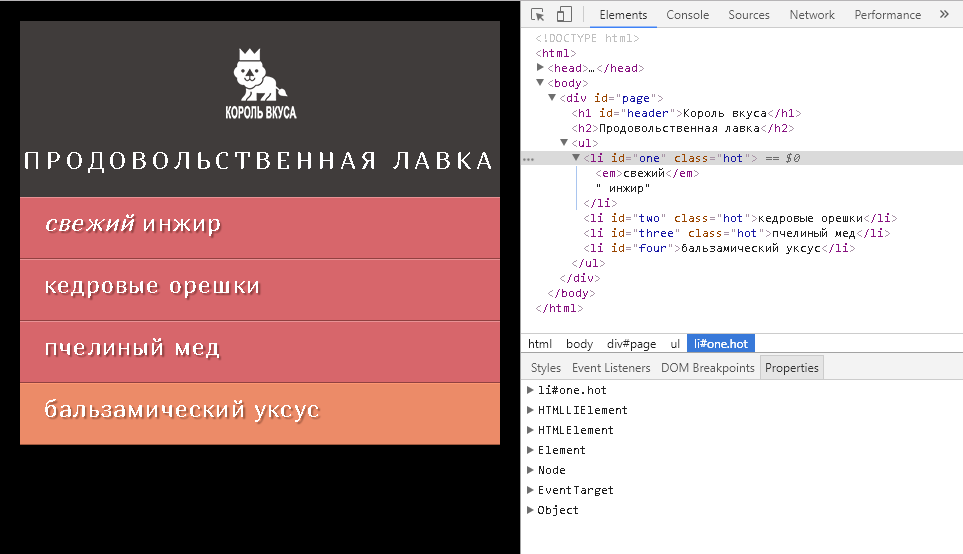 КОРОЛЬ ВКУСА
ПРОДОВОЛЬСТВЕННАЯ ЛАВКА
свежий инжир
кедровые орешки
пчелиный мед
бальзамический уксус
Elements Console Sources Network Performance »
<!DOCTYPE html>
<html>
▶<head>…</head>
▼<body>
▼<div id="page">
<h1 id="header">Король вкуса</h1>
<h2>Продовольственная лавка</h2>
▼<ul>
… ▼<li id="one" class="hot"> == $0
<em>свежий</em>
" инжир"
</li>
<li id="two" class="hot">кедровые орешки</li>
<li id="three" class="hot">пчелиный мед</li>
<li id="four">бальзамический уксус</li>
</ul>
</div>
</body>
</html>
html body div#page ul li#one.hot
Styles Event Listeners DOM Breakpoints Properties
▶ li#one.hot
▶ HTMLLIElement
▶ HTMLElement
▶ Element
▶ Node
▶ EventTarget
▶ Object